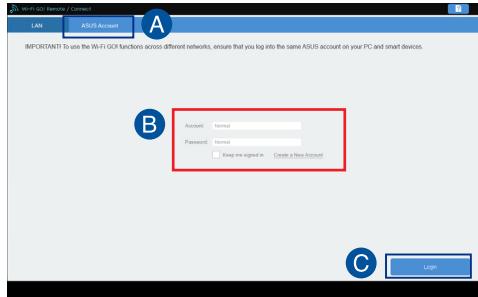 Wi-Fi GO! Remote / Connect
?
LAN
ASUS Account
A
IMPORTANT! To use the Wi-Fi GO! functions across different networks, ensure that you log into the same ASUS account on your PC and smart devices.
B
Account: Normal
Password: Normal
Keep me signed in Create a New Account
C
Login